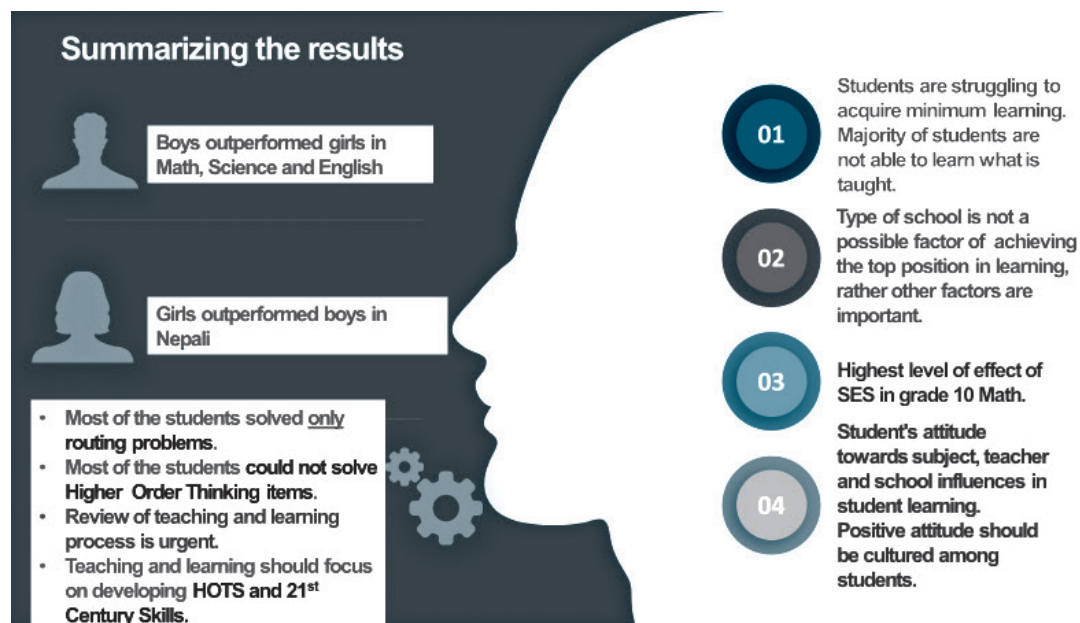 Summarizing the results
Boys outperformed girls in
Math, Science and English
Girls outperformed boys in
Nepali
• Most of the students solved only
routing problems.
• Most of the students could not solve
Higher Order Thinking items.
• Review of teaching and learning
process is urgent.
• Teaching and learning should focus
on developing HOTS and 21st
Century Skills.
01
Students are struggling to
acquire minimum learning.
Majority of students are
not able to learn what is
taught.
02
Type of school is not a
possible factor of achieving
the top position in learning,
rather other factors are
important.
03
Highest level of effect of
SES in grade 10 Math.
04
Student's attitude
towards subject, teacher
and school influences in
student learning.
Positive attitude should
be cultured among
students.